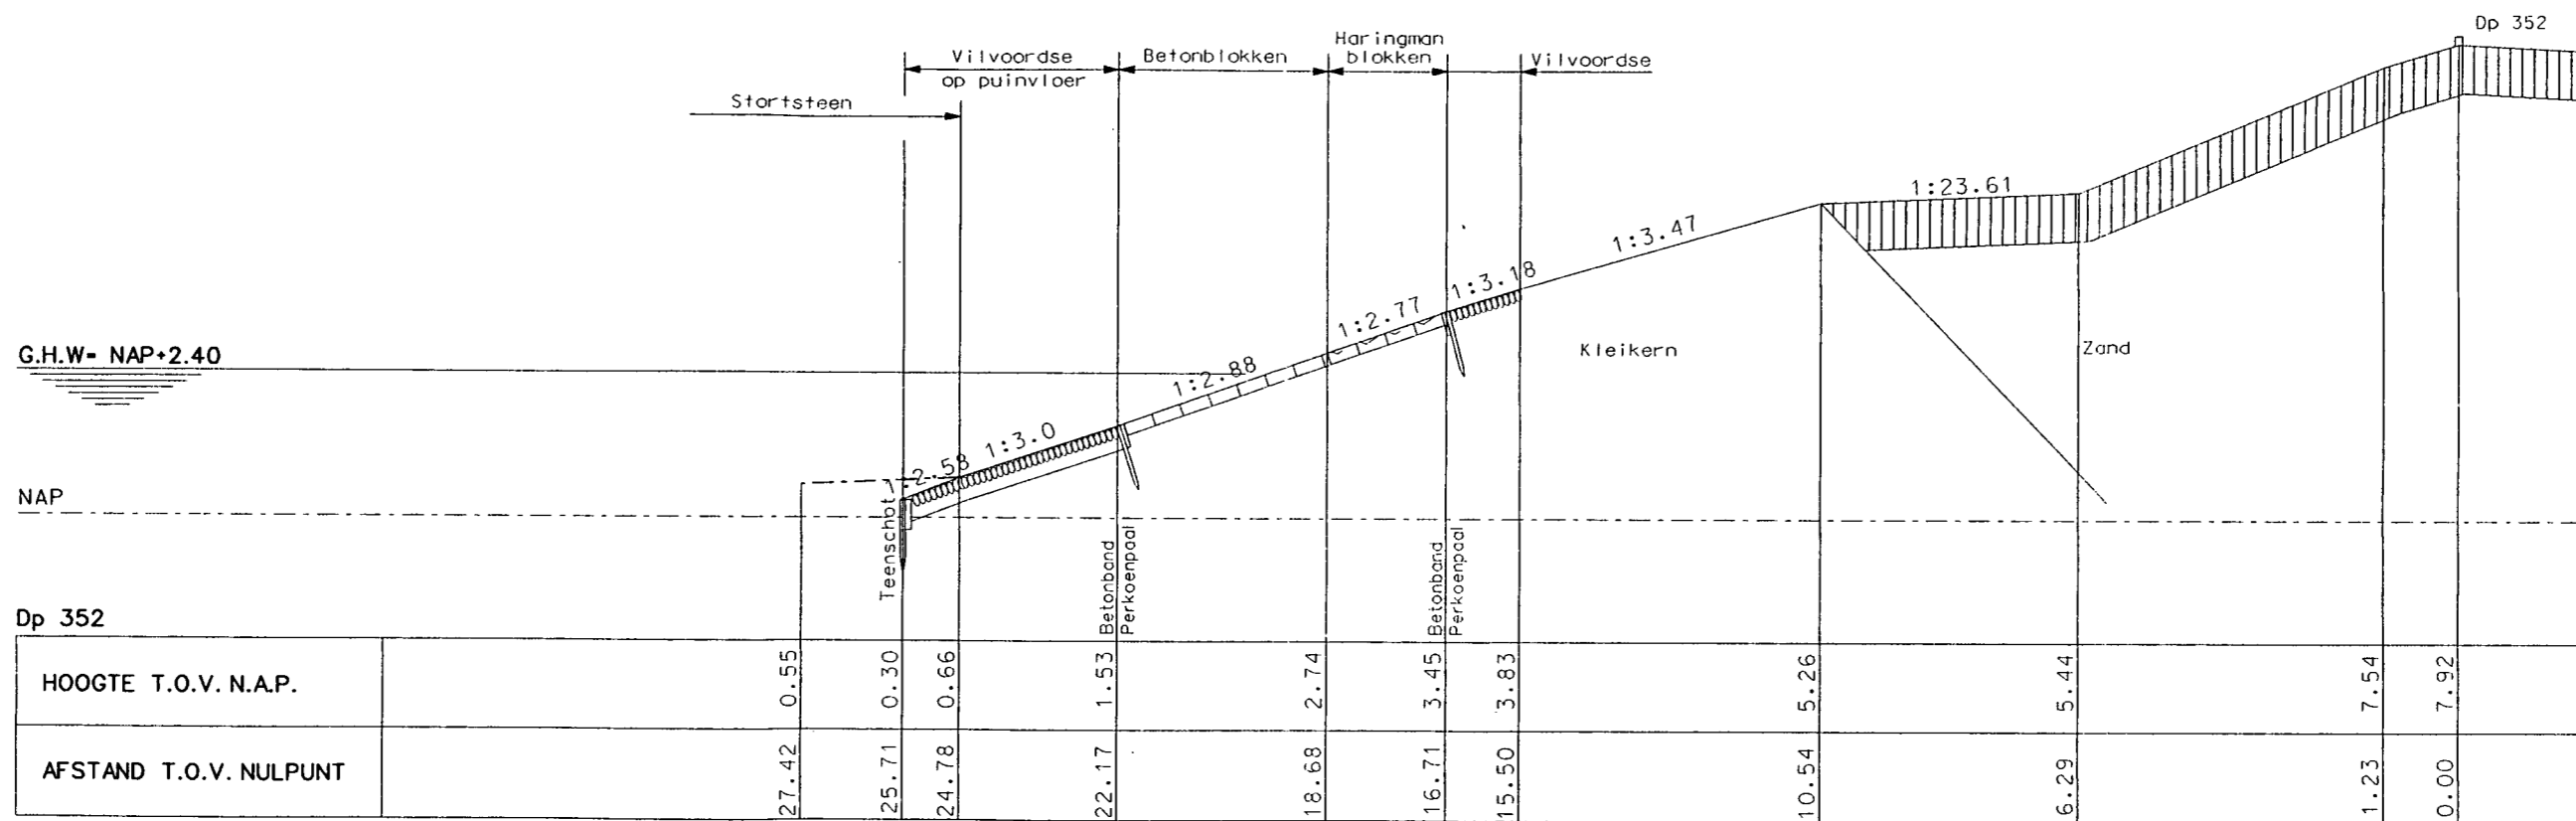 Dp 352
Haringman
Vilvoordse
Betonblokken
blokken
Vilvoordse
op puinvloer
Stortsteen
1:23.61
1:3.47
1:3.18
1:2.77
G.H.W= NAP+2.40
Kleikern
Zand
1:2.88
1:3.0
1:2.58
NAP
Teenschot
Betonband
Perkoenpaal
Betonband
Perkoenpaal
Dp 352
HOOGTE T.O.V. N.A.P. 0.55 0.30 0.66 1.53 2.74 3.45 3.83 5.26 5.44 7.54 7.92
AFSTAND T.O.V. NULPUNT 27.42 25.71 24.78 22.17 18.68 16.71 15.50 10.54 6.29 1.23 0.00